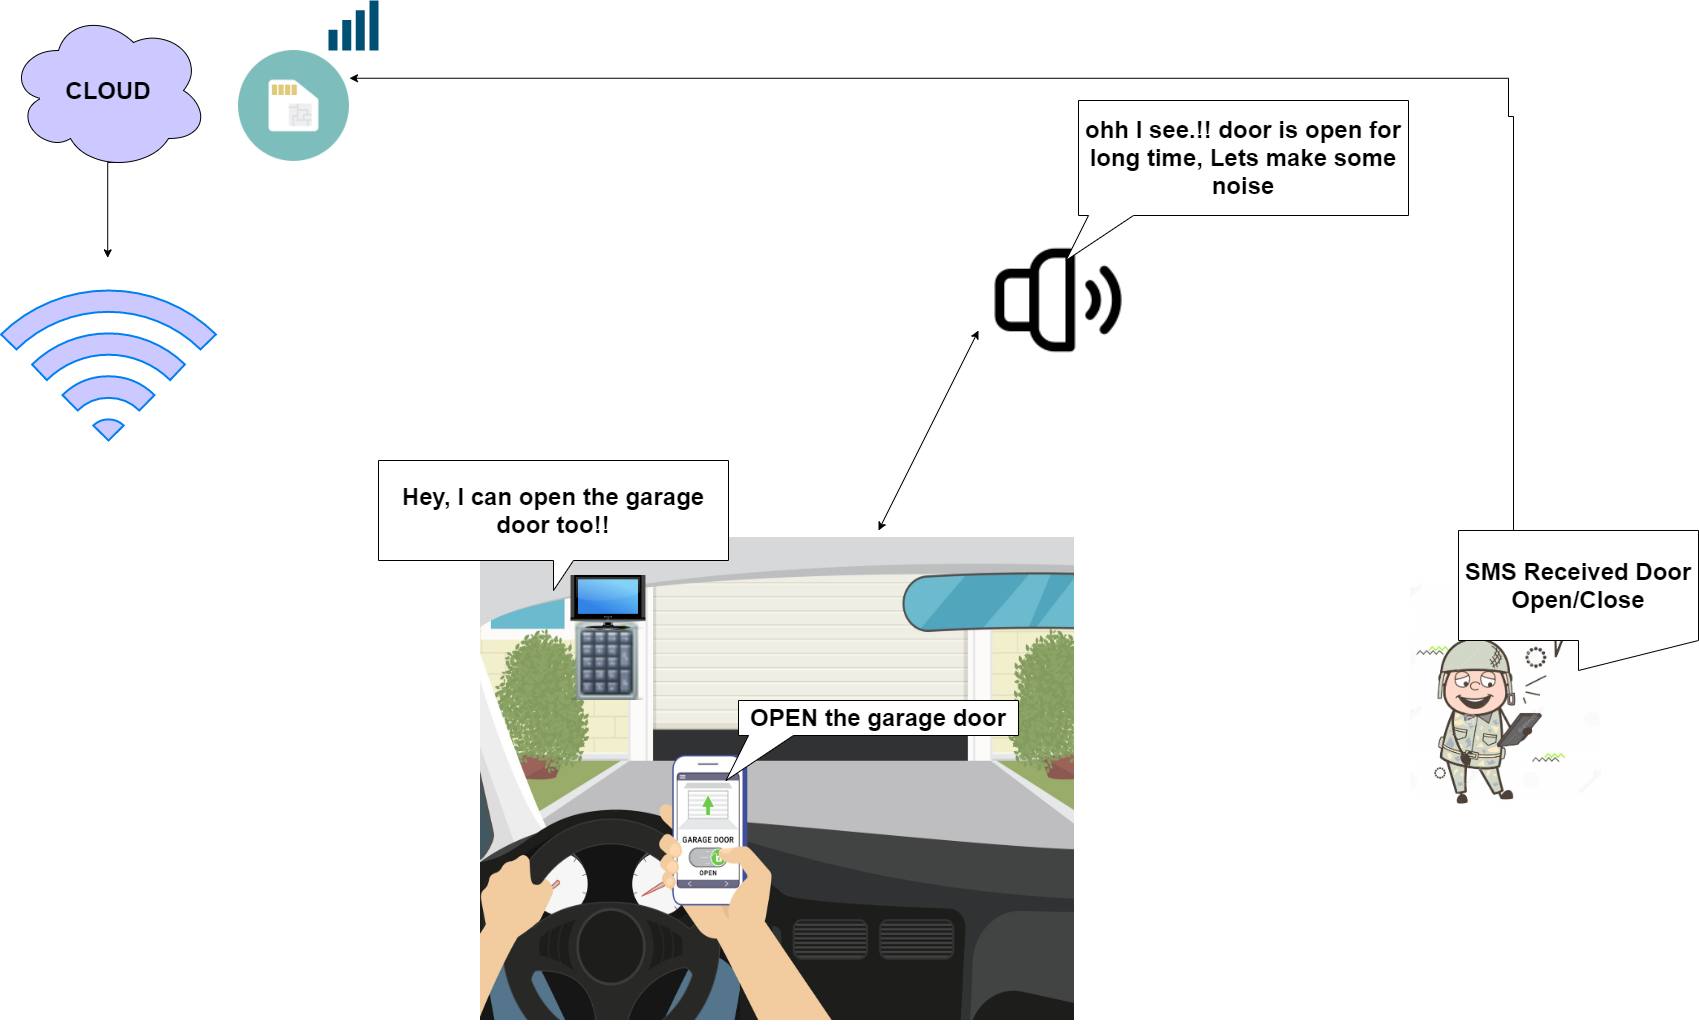 CLOUD
ohh I see.!! door is open for
long time, Lets make some
noise
Hey, I can open the garage
door too!!
SMS Received Door
Open/Close
OPEN the garage door
GARAGE DOOR
OPEN